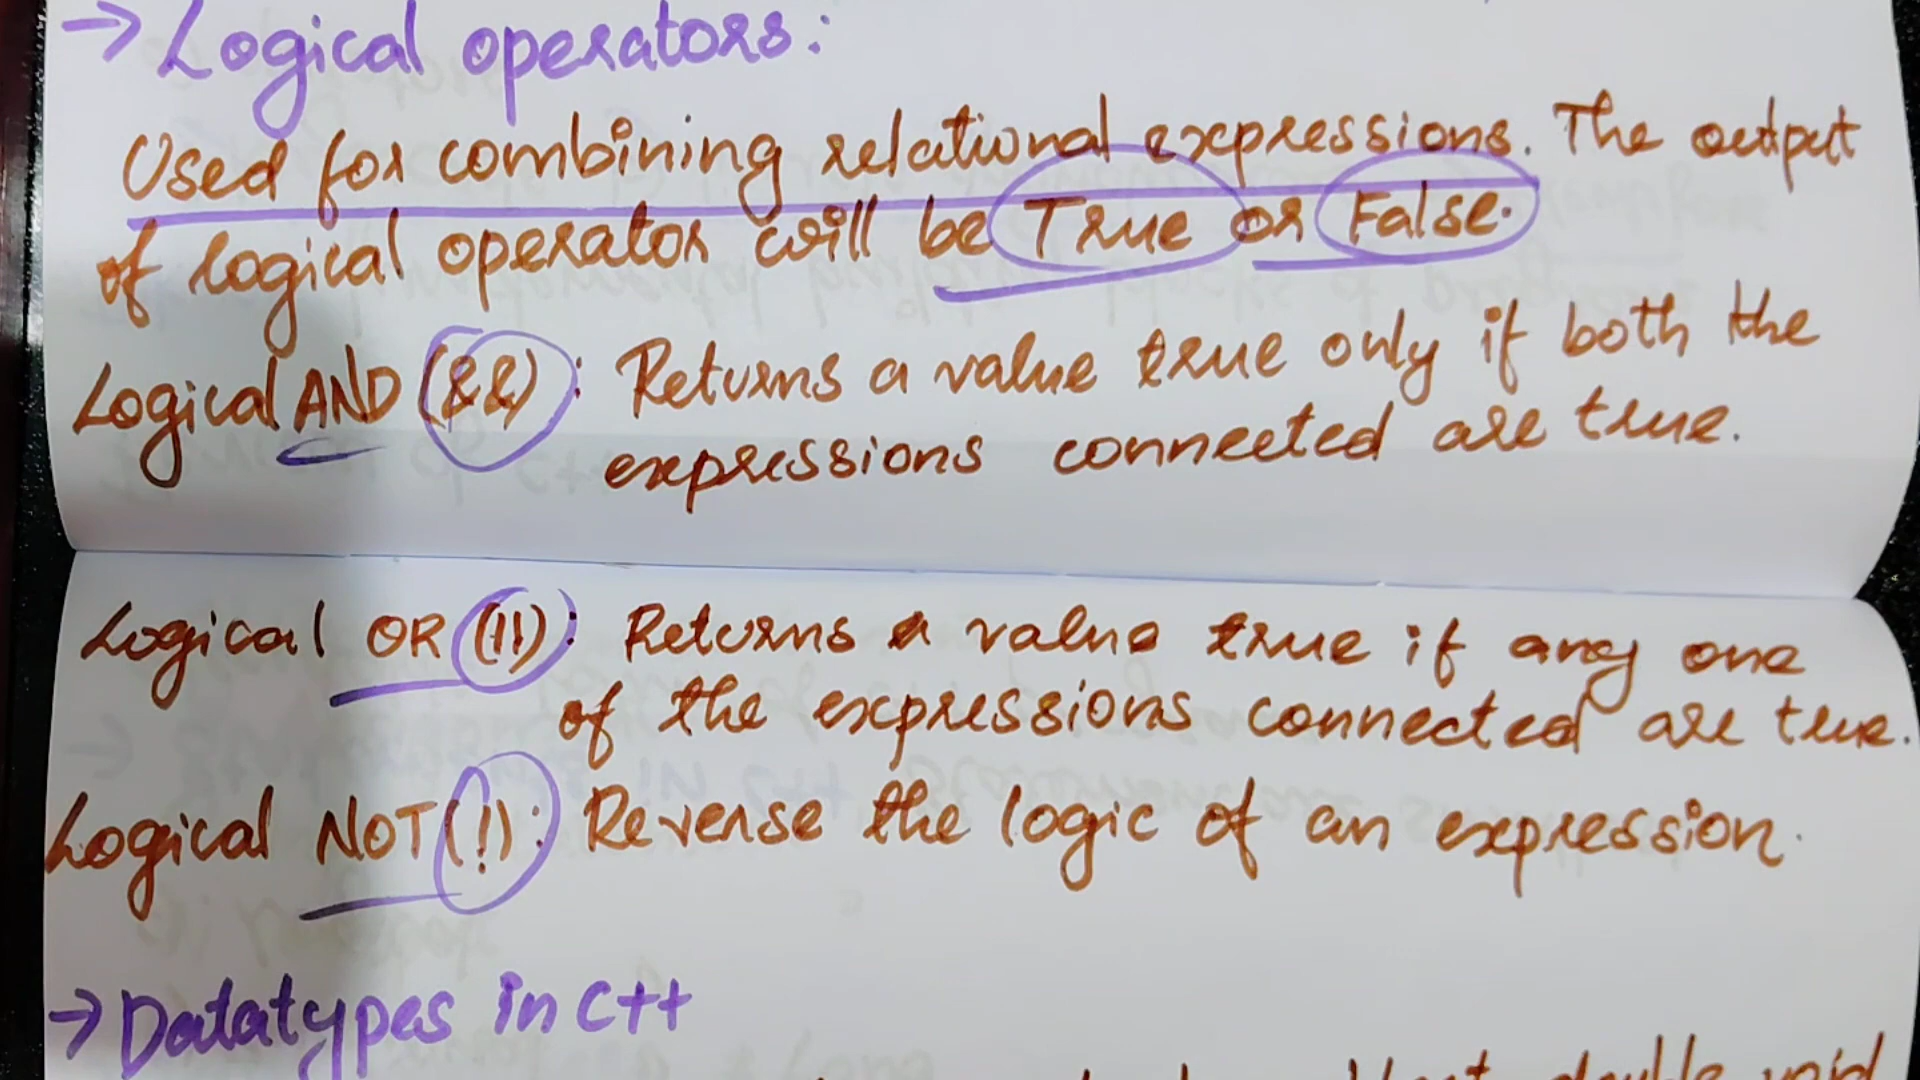 → Logical operators:
Used for combining relational expressions. The output
of logical operator will be True or False.
Logical AND (&&): Returns a value true only if both the
expressions connected are true.
Logical OR (||): Returns a value true if any one
of the expressions connected are true.
Logical NOT (!): Reverse the logic of an expression.
→ Datatypes in C++
double, void